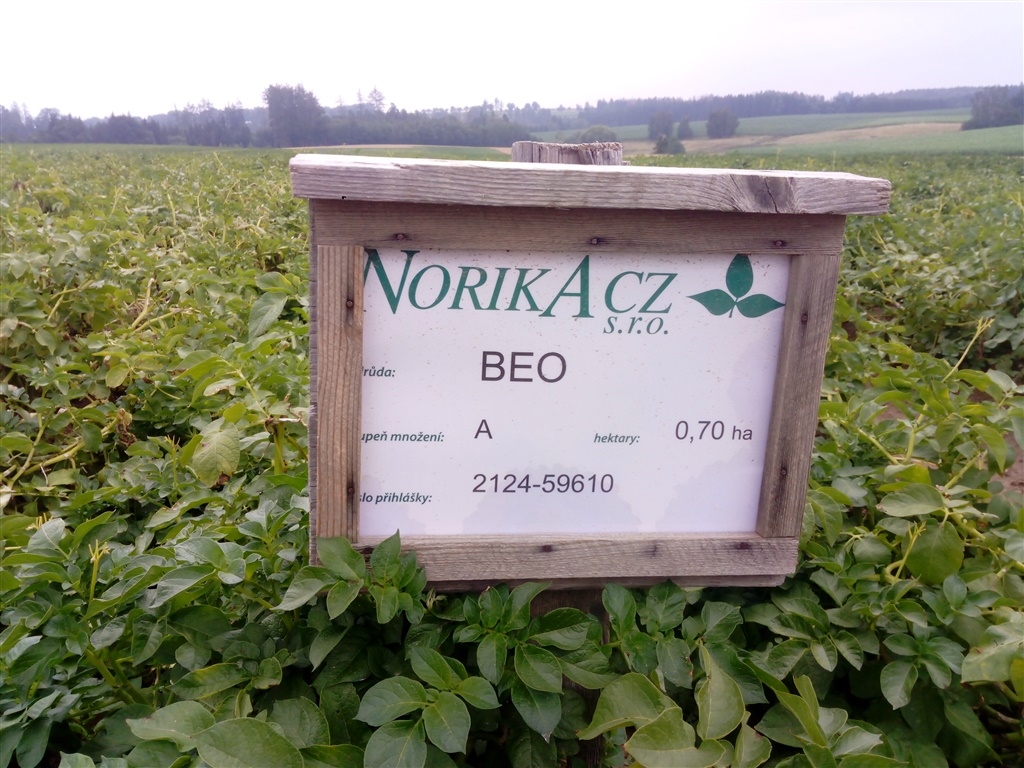 NORIKA CZ
s.r.o.
růda: BEO
upeň množení: A hektary: 0,70 ha
slo přihlášky: 2124-59610